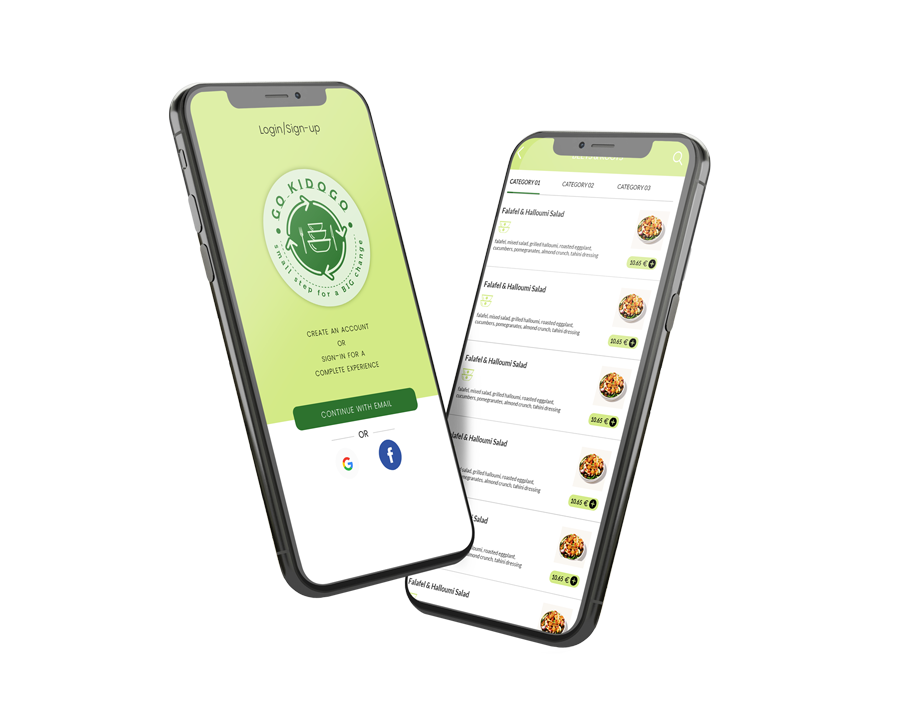 Login/Sign-up
GO_KIDOGO
small step for a BIG change
CREATE AN ACCOUNT
OR
SIGN-IN FOR A
COMPLETE EXPERIENCE
CONTINUE WITH EMAIL
OR
G
f
CATEGORY 01 CATEGORY 02 CATEGORY 03
Falafel & Halloumi Salad
falafel, mixed salad, grilled halloumi, roasted eggplant,
cucumbers, pomegranates, almond crunch, tahini dressing
10.65 €
Falafel & Halloumi Salad
falafel, mixed salad, grilled halloumi, roasted eggplant,
cucumbers, pomegranates, almond crunch, tahini dressing
10.65 €
Falafel & Halloumi Salad
falafel, mixed salad, grilled halloumi, roasted eggplant,
cucumbers, pomegranates, almond crunch, tahini dressing
10.65 €
alafel & Halloumi Salad
salad, grilled halloumi, roasted eggplant,
pomegranates, almond crunch, tahini dressing
10.65 €
Salad
halloumi, roasted eggplant,
almond crunch, tahini dressing
10.65 €
Falafel & Halloumi Salad